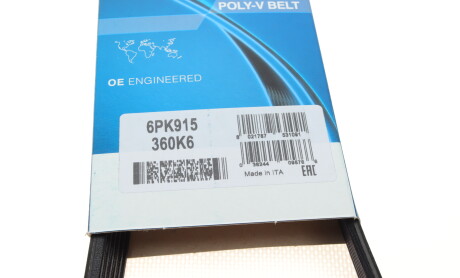 POLY-V BELT
OE ENGINEERED
6PK915
360K6
Made in ITA
EAC